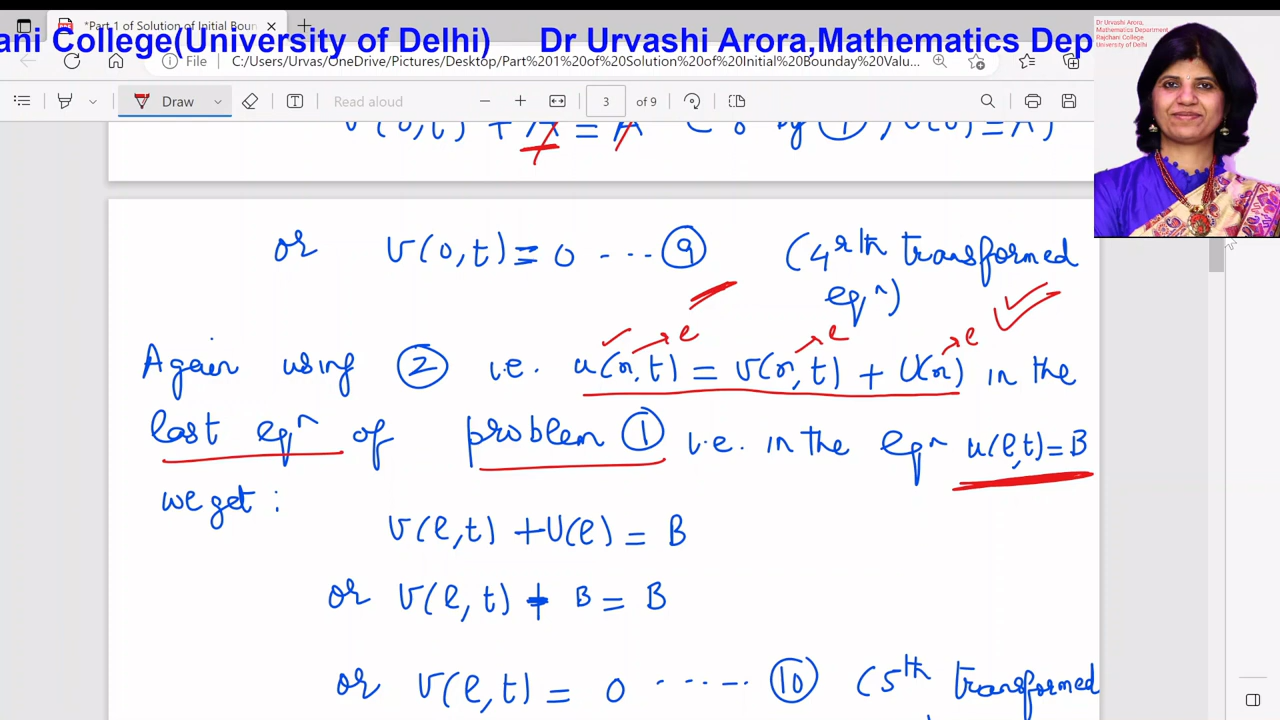 *Part 1 of Solution of Initial Boun
ani College(University of Delhi) Dr Urvashi Arora,Mathematics Dep
Dr Urvashi Arora,
Mathematics Department
Rajdhani College
University of Delhi
File C:/Users/Urvas/OneDrive/Pictures/Desktop/Part%201%20of%20Solution%20of%20Initial%20Bounday%20Valu...
Draw Read aloud 3 of 9
v(0,t) + A = A
or v(0,t) = 0 ... 9 (4rth transformed
eqn)
l l l
Again using 2 i.e. u(x,t) = v(x,t) + U(x) in the
last eqn of problem 1 i.e. in the eqn u(l,t)=B
we get :
v(l,t) + U(l) = B
or v(l,t) + B = B
or v(l,t) = 0 ...... 10 (5th transformed